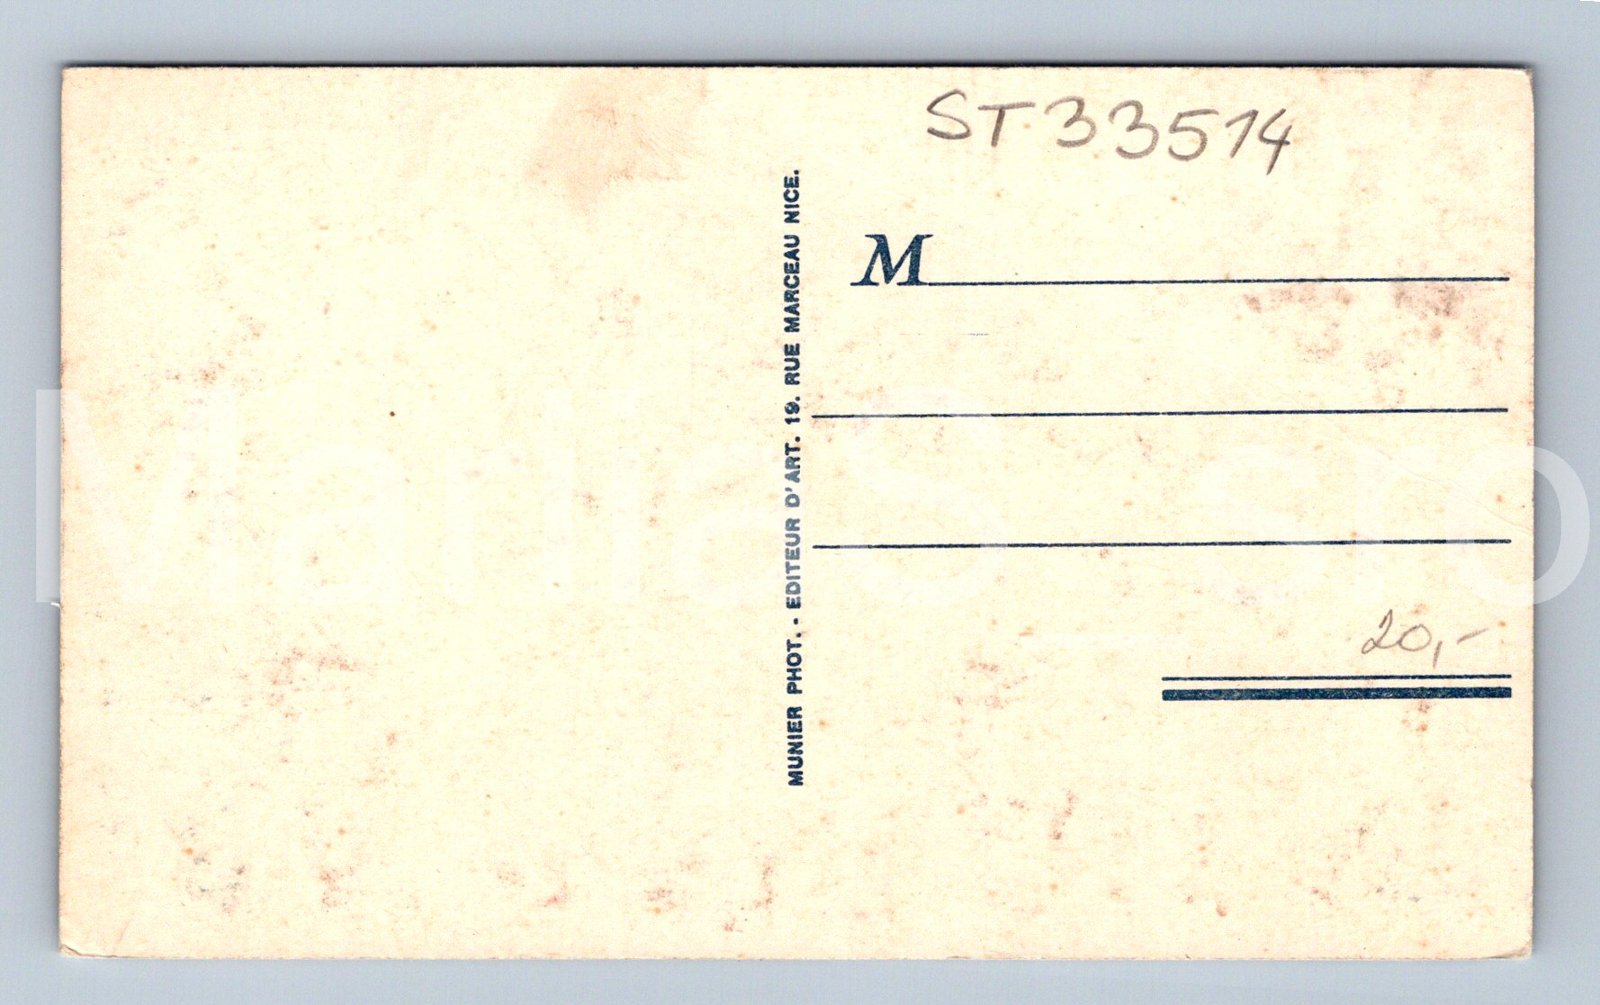 ST 33514
MUNIER PHOT. - EDITEUR D'ART. 19. RUE MARCEAU NICE.
M
20,-